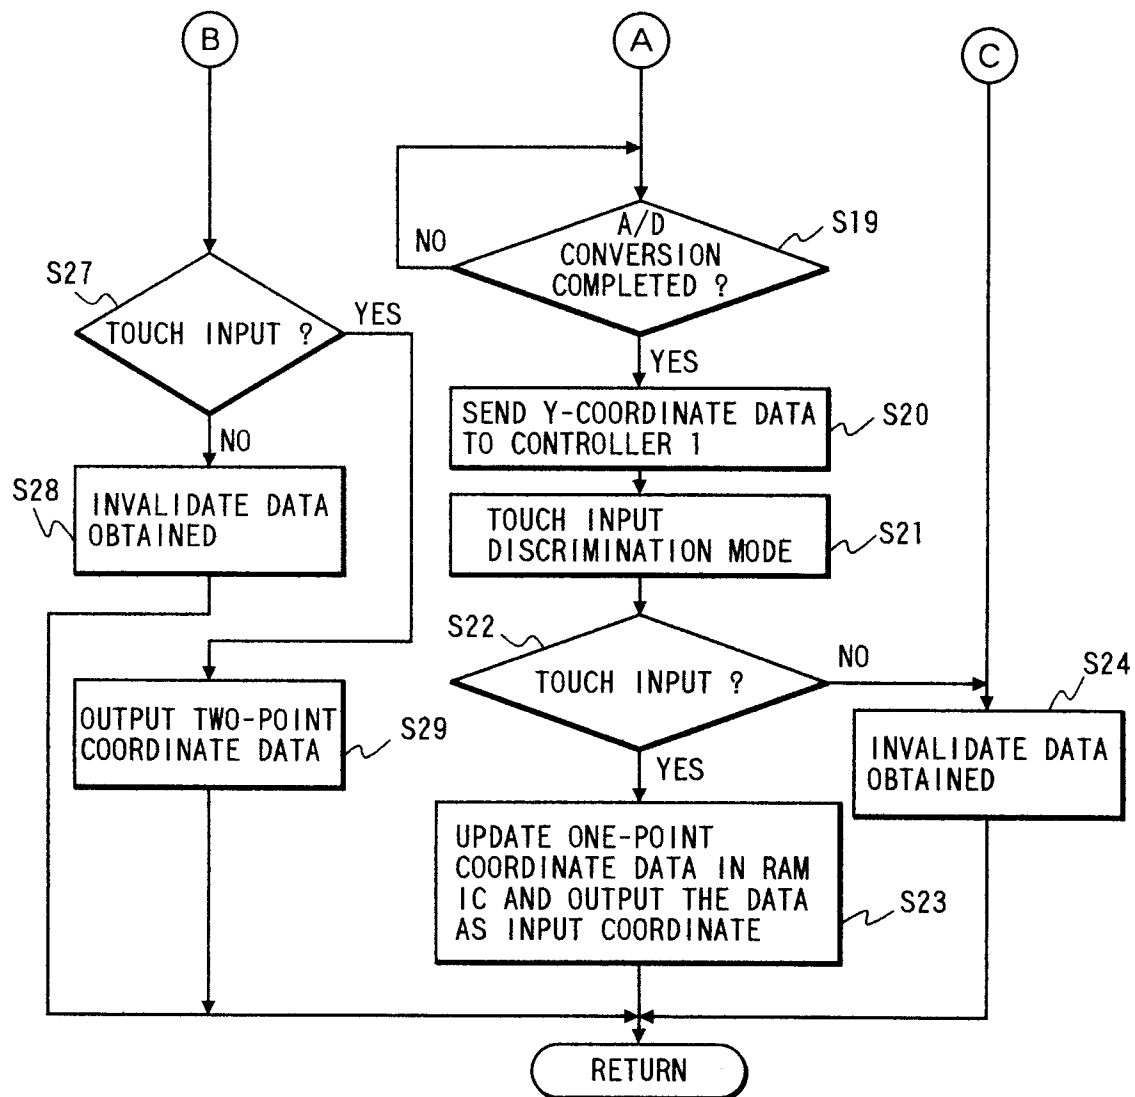 B
A
C
S27
TOUCH INPUT ?
YES
NO
S28
INVALIDATE DATA
OBTAINED
OUTPUT TWO-POINT
COORDINATE DATA
S29
A/D
CONVERSION
COMPLETED ?
S19
NO
YES
SEND Y-COORDINATE DATA
TO CONTROLLER 1
S20
TOUCH INPUT
DISCRIMINATION MODE
S21
S22
TOUCH INPUT ?
NO
YES
S24
INVALIDATE DATA
OBTAINED
UPDATE ONE-POINT
COORDINATE DATA IN RAM
1C AND OUTPUT THE DATA
AS INPUT COORDINATE
S23
RETURN